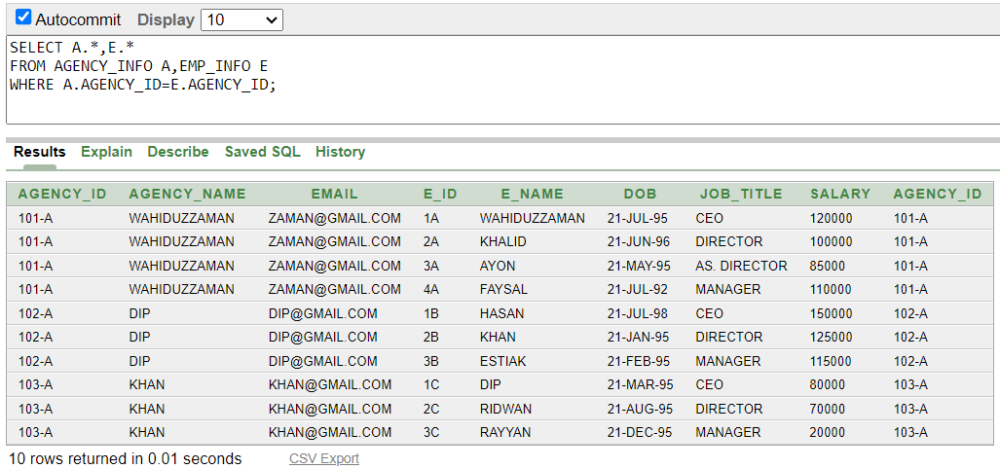 Autocommit Display 10
SELECT A.*,E.*
FROM AGENCY_INFO A,EMP_INFO E
WHERE A.AGENCY_ID=E.AGENCY_ID;
Results Explain Describe Saved SQL History
AGENCY_ID AGENCY_NAME EMAIL E_ID E_NAME DOB JOB_TITLE SALARY AGENCY_ID
101-A WAHIDUZZAMAN ZAMAN@GMAIL.COM 1A WAHIDUZZAMAN 21-JUL-95 CEO 120000 101-A
101-A WAHIDUZZAMAN ZAMAN@GMAIL.COM 2A KHALID 21-JUN-96 DIRECTOR 100000 101-A
101-A WAHIDUZZAMAN ZAMAN@GMAIL.COM 3A AYON 21-MAY-95 AS. DIRECTOR 85000 101-A
101-A WAHIDUZZAMAN ZAMAN@GMAIL.COM 4A FAYSAL 21-JUL-92 MANAGER 110000 101-A
102-A DIP DIP@GMAIL.COM 1B HASAN 21-JUL-98 CEO 150000 102-A
102-A DIP DIP@GMAIL.COM 2B KHAN 21-JAN-95 DIRECTOR 125000 102-A
102-A DIP DIP@GMAIL.COM 3B ESTIAK 21-FEB-95 MANAGER 115000 102-A
103-A KHAN KHAN@GMAIL.COM 1C DIP 21-MAR-95 CEO 80000 103-A
103-A KHAN KHAN@GMAIL.COM 2C RIDWAN 21-AUG-95 DIRECTOR 70000 103-A
103-A KHAN KHAN@GMAIL.COM 3C RAYYAN 21-DEC-95 MANAGER 20000 103-A
10 rows returned in 0.01 seconds CSV Export